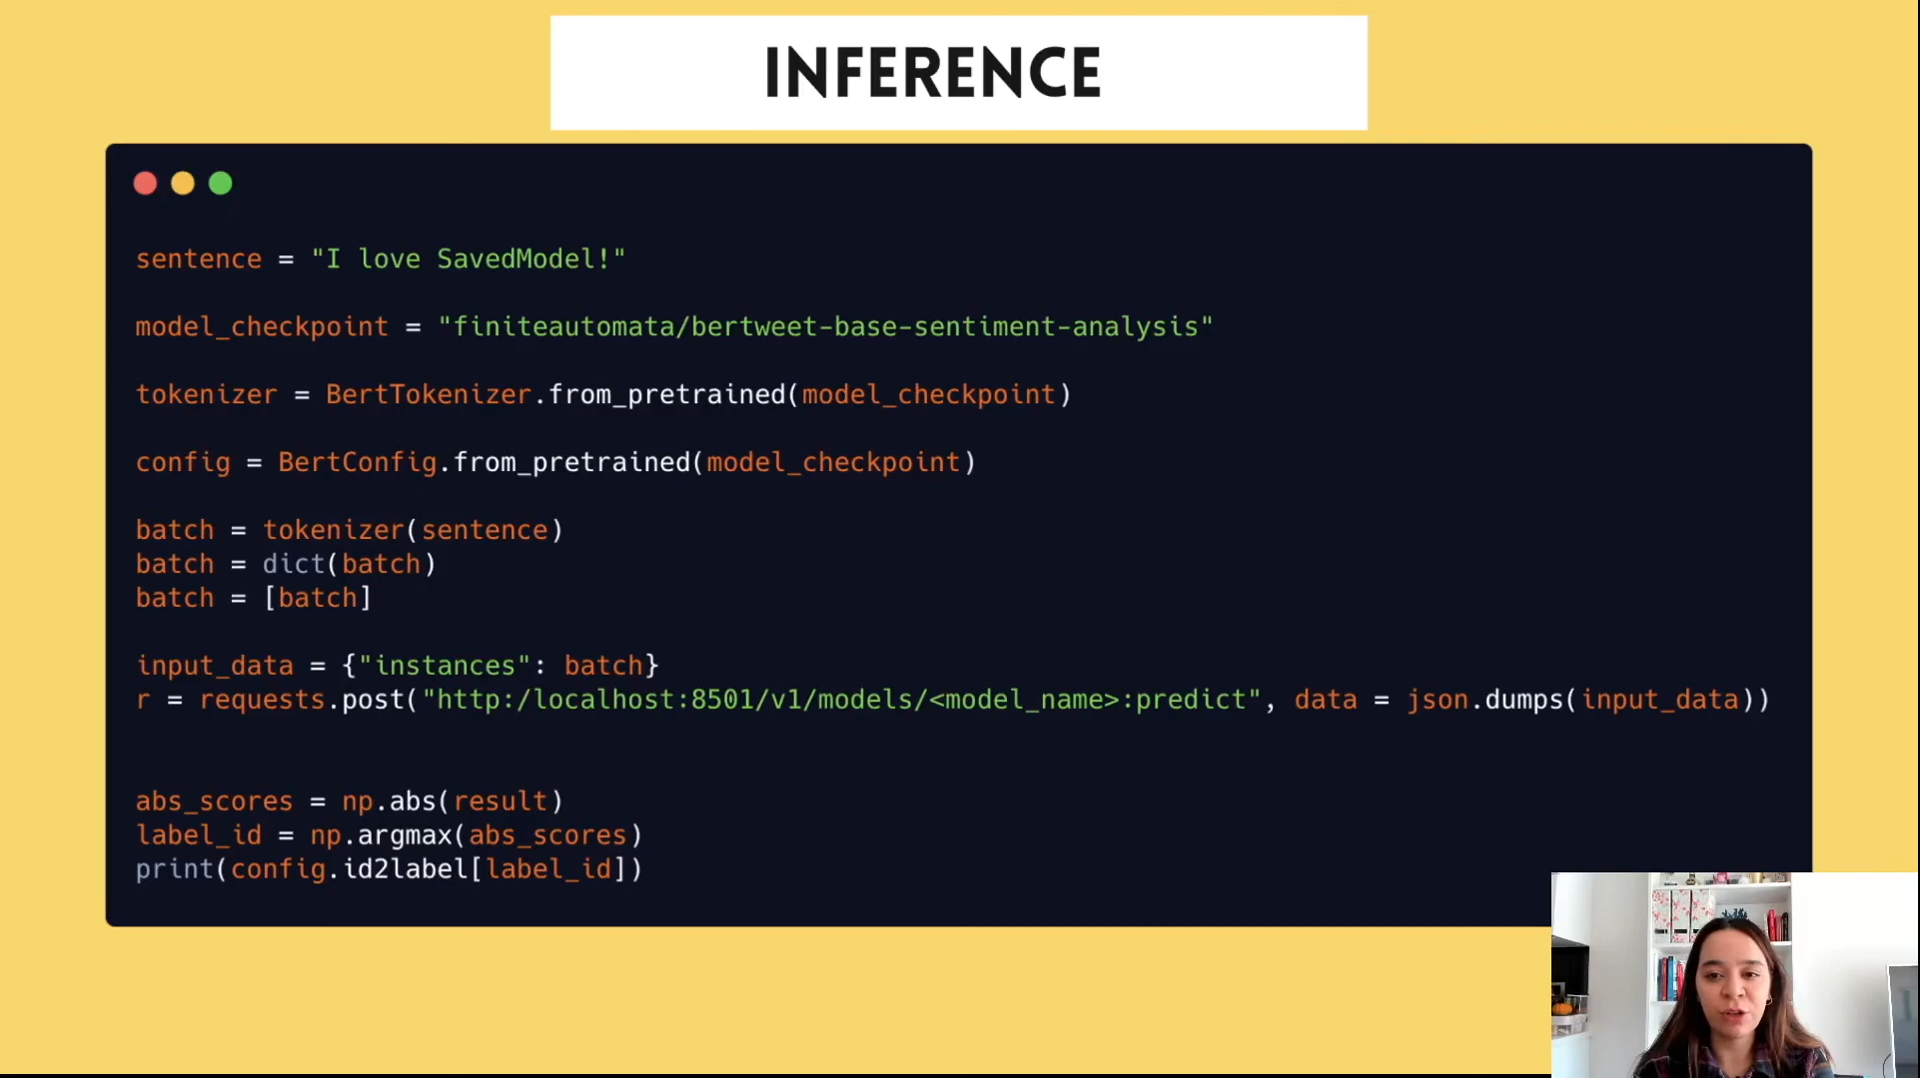 INFERENCE
sentence = "I love SavedModel!"
model_checkpoint = "finiteautomata/bertweet-base-sentiment-analysis"
tokenizer = BertTokenizer.from_pretrained(model_checkpoint)
config = BertConfig.from_pretrained(model_checkpoint)
batch = tokenizer(sentence)
batch = dict(batch)
batch = [batch]
input_data = {"instances": batch}
r = requests.post("http:/localhost:8501/v1/models/<model_name>:predict", data = json.dumps(input_data))
abs_scores = np.abs(result)
label_id = np.argmax(abs_scores)
print(config.id2label[label_id])